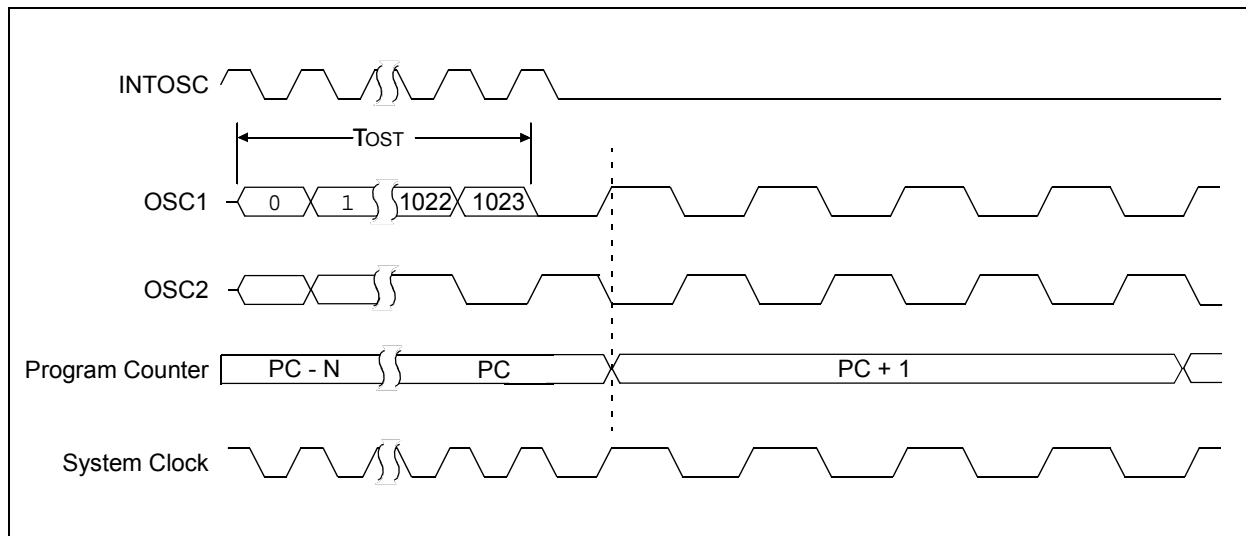 INTOSC
TOST
OSC1 0 1 1022 1023
OSC2
Program Counter PC - N PC PC + 1
System Clock